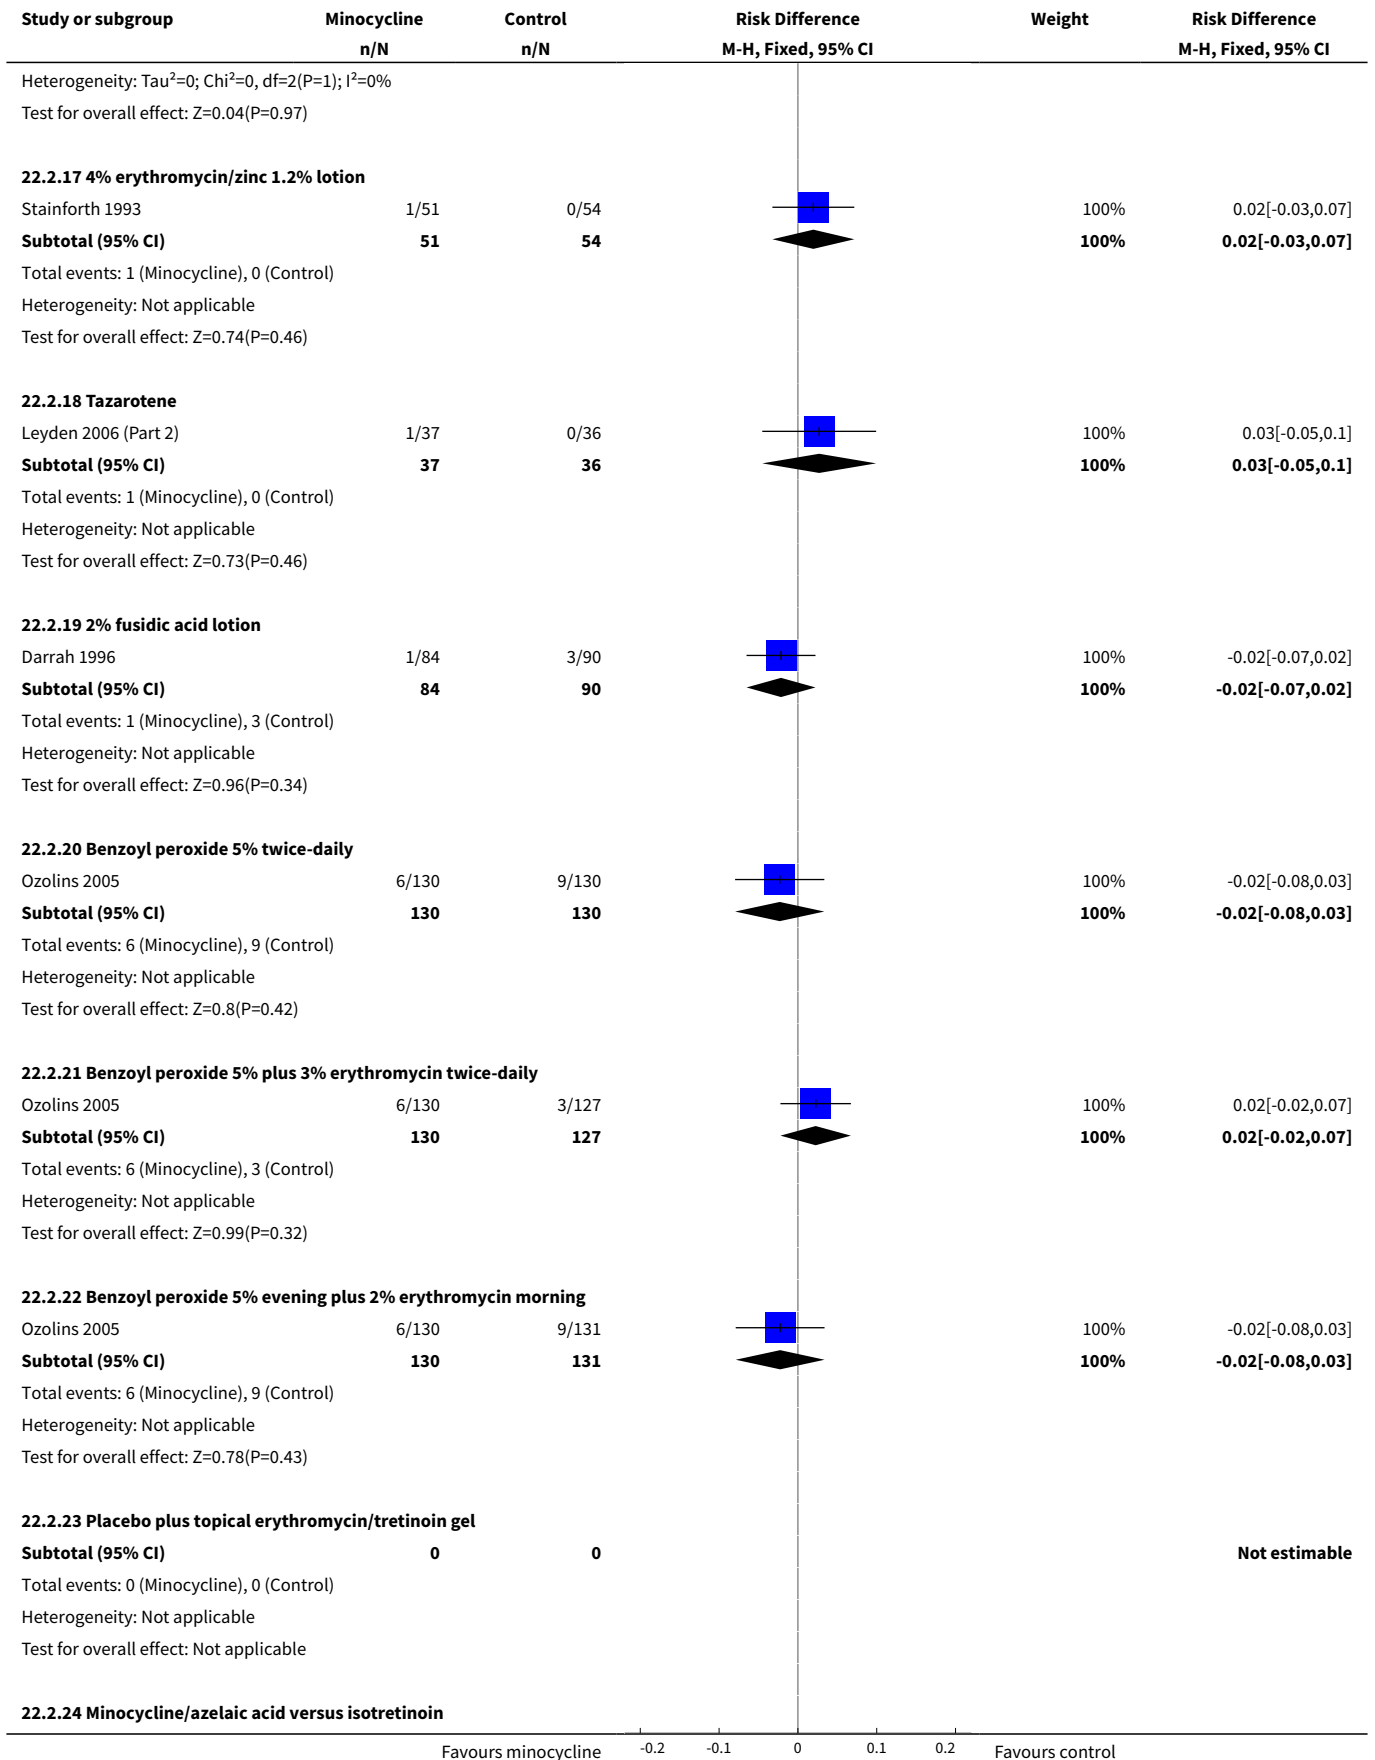 Study or subgroup Minocycline Control Risk Difference Weight Risk Difference
n/N n/N M-H, Fixed, 95% CI M-H, Fixed, 95% CI
Heterogeneity: Tau²=0; Chi²=0, df=2(P=1); I²=0%
Test for overall effect: Z=0.04(P=0.97)
22.2.17 4% erythromycin/zinc 1.2% lotion
Stainforth 1993 1/51 0/54 100% 0.02[-0.03,0.07]
Subtotal (95% CI) 51 54 100% 0.02[-0.03,0.07]
Total events: 1 (Minocycline), 0 (Control)
Heterogeneity: Not applicable
Test for overall effect: Z=0.74(P=0.46)
22.2.18 Tazarotene
Leyden 2006 (Part 2) 1/37 0/36 100% 0.03[-0.05,0.1]
Subtotal (95% CI) 37 36 100% 0.03[-0.05,0.1]
Total events: 1 (Minocycline), 0 (Control)
Heterogeneity: Not applicable
Test for overall effect: Z=0.73(P=0.46)
22.2.19 2% fusidic acid lotion
Darrah 1996 1/84 3/90 100% -0.02[-0.07,0.02]
Subtotal (95% CI) 84 90 100% -0.02[-0.07,0.02]
Total events: 1 (Minocycline), 3 (Control)
Heterogeneity: Not applicable
Test for overall effect: Z=0.96(P=0.34)
22.2.20 Benzoyl peroxide 5% twice-daily
Ozolins 2005 6/130 9/130 100% -0.02[-0.08,0.03]
Subtotal (95% CI) 130 130 100% -0.02[-0.08,0.03]
Total events: 6 (Minocycline), 9 (Control)
Heterogeneity: Not applicable
Test for overall effect: Z=0.8(P=0.42)
22.2.21 Benzoyl peroxide 5% plus 3% erythromycin twice-daily
Ozolins 2005 6/130 3/127 100% 0.02[-0.02,0.07]
Subtotal (95% CI) 130 127 100% 0.02[-0.02,0.07]
Total events: 6 (Minocycline), 3 (Control)
Heterogeneity: Not applicable
Test for overall effect: Z=0.99(P=0.32)
22.2.22 Benzoyl peroxide 5% evening plus 2% erythromycin morning
Ozolins 2005 6/130 9/131 100% -0.02[-0.08,0.03]
Subtotal (95% CI) 130 131 100% -0.02[-0.08,0.03]
Total events: 6 (Minocycline), 9 (Control)
Heterogeneity: Not applicable
Test for overall effect: Z=0.78(P=0.43)
22.2.23 Placebo plus topical erythromycin/tretinoin gel
Subtotal (95% CI) 0 0 Not estimable
Total events: 0 (Minocycline), 0 (Control)
Heterogeneity: Not applicable
Test for overall effect: Not applicable
22.2.24 Minocycline/azelaic acid versus isotretinoin
Favours minocycline -0.2 -0.1 0 0.1 0.2 Favours control